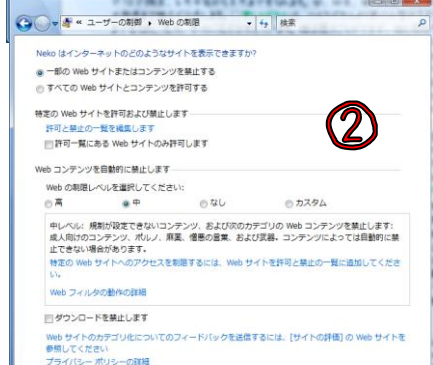 « ユーザーの制御 ▸ Web の制限
検索
Neko はインターネットのどのようなサイトを表示できますか?
一部の Web サイトまたはコンテンツを禁止する
すべての Web サイトとコンテンツを許可する
特定の Web サイトを許可および禁止します
許可と禁止の一覧を編集します
許可一覧にある Web サイトのみ許可します
②
Web コンテンツを自動的に禁止します
Web の制限レベルを選択してください:
高 中 なし カスタム
中レベル: 規制が設定できないコンテンツ、および次のカテゴリの Web コンテンツを禁止します:
成人向けのコンテンツ、ポルノ、麻薬、憎悪の言葉、および武器。コンテンツによっては自動的に禁
止できない場合があります。
特定の Web サイトへのアクセスを制限するには、Web サイトを許可と禁止の一覧に追加してくださ
い。
Web フィルタの動作の詳細
ダウンロードを禁止します
Web サイトのカテゴリ化についてのフィードバックを送信するには、[サイトの評価] の Web サイトを
参照してください
プライバシー ポリシーの詳細